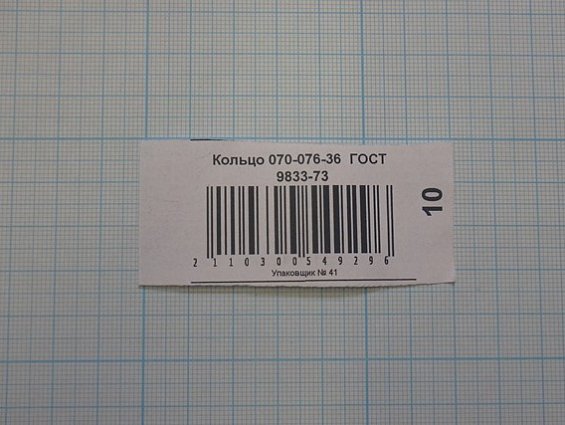 Кольцо 070-076-36 ГОСТ
9833-73
10
2110300549296
Упаковщик № 41